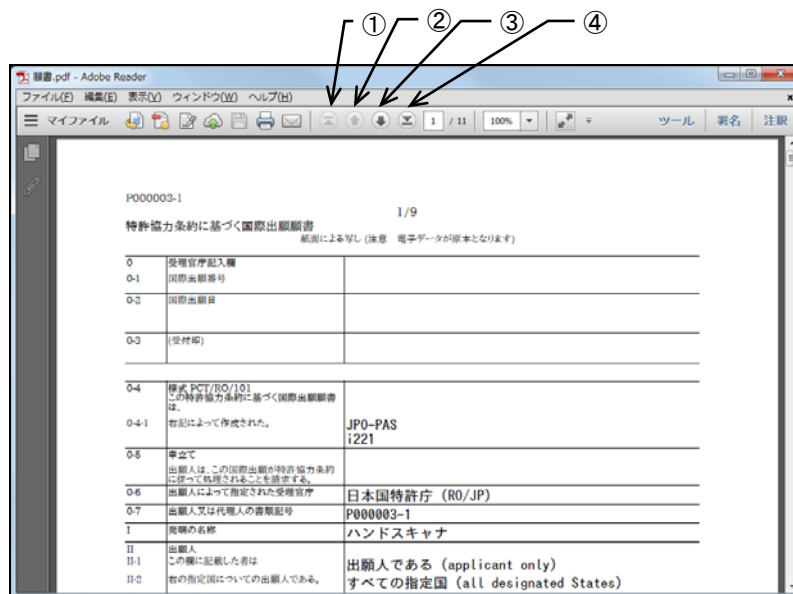 ① ② ③ ④
願書.pdf - Adobe Reader
ファイル(F) 編集(E) 表示(V) ウィンドウ(W) ヘルプ(H) x
マイファイル 1 / 11 100% ツール 署名 注釈
P000003-1
1/9
特許協力条約に基づく国際出願願書
紙面による写し(注意 電子データが原本となります)
0 受理官庁記入欄
0-1 国際出願番号
0-2 国際出願日
0-3 (受付印)
0-4 様式 PCT/RO/101
この特許協力条約に基づく国際出願願書
は、
0-4-1 右記によって作成された。 JPO-PAS
i221
0-5 申立て
出願人は、この国際出願が特許協力条約
に従って処理されることを請求する。
0-6 出願人によって指定された受理官庁 日本国特許庁 (RO/JP)
0-7 出願人又は代理人の書類記号 P000003-1
I 発明の名称 ハンドスキャナ
II 出願人
II-1 この欄に記載した者は 出願人である (applicant only)
II-2 右の指定国についての出願人である。 すべての指定国 (all designated States)